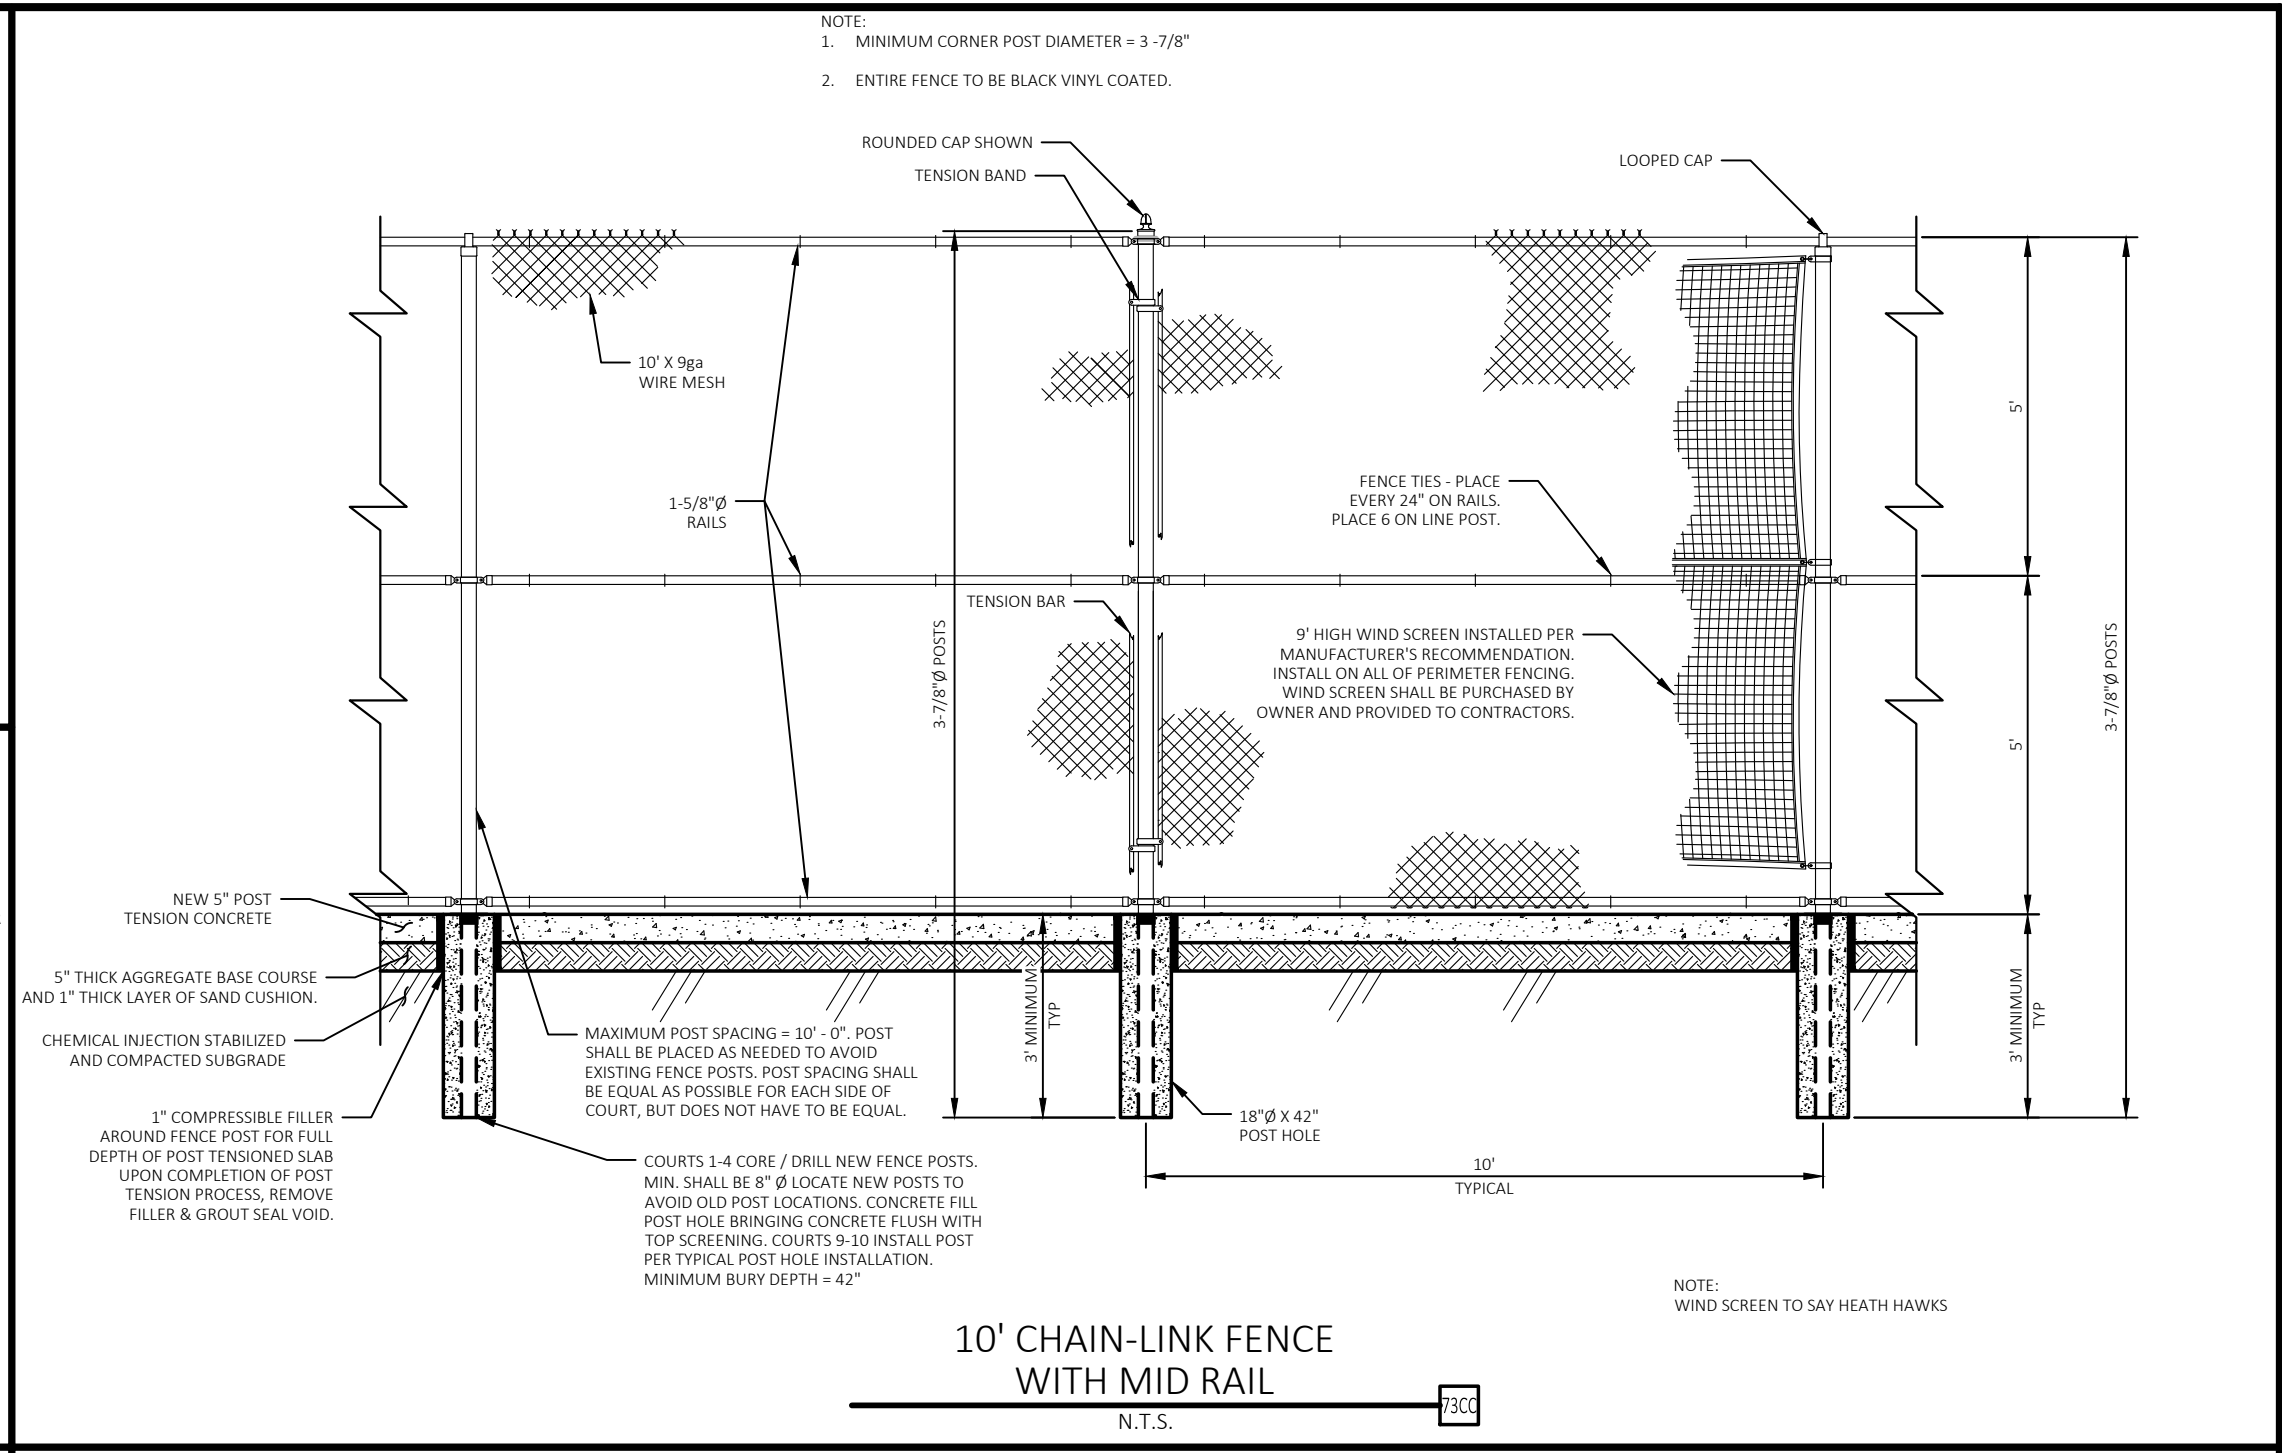 NOTE:
1. MINIMUM CORNER POST DIAMETER = 3 -7/8"
2. ENTIRE FENCE TO BE BLACK VINYL COATED.
ROUNDED CAP SHOWN
TENSION BAND
LOOPED CAP
10' X 9ga
WIRE MESH
1-5/8"Ø
RAILS
FENCE TIES - PLACE
EVERY 24" ON RAILS.
PLACE 6 ON LINE POST.
5'
TENSION BAR
3-7/8"Ø POSTS
9' HIGH WIND SCREEN INSTALLED PER
MANUFACTURER'S RECOMMENDATION.
INSTALL ON ALL OF PERIMETER FENCING.
WIND SCREEN SHALL BE PURCHASED BY
OWNER AND PROVIDED TO CONTRACTORS.
5'
3-7/8"Ø POSTS
NEW 5" POST
TENSION CONCRETE
5" THICK AGGREGATE BASE COURSE
AND 1" THICK LAYER OF SAND CUSHION.
CHEMICAL INJECTION STABILIZED
AND COMPACTED SUBGRADE
1" COMPRESSIBLE FILLER
AROUND FENCE POST FOR FULL
DEPTH OF POST TENSIONED SLAB
UPON COMPLETION OF POST
TENSION PROCESS, REMOVE
FILLER & GROUT SEAL VOID.
MAXIMUM POST SPACING = 10' - 0". POST
SHALL BE PLACED AS NEEDED TO AVOID
EXISTING FENCE POSTS. POST SPACING SHALL
BE EQUAL AS POSSIBLE FOR EACH SIDE OF
COURT, BUT DOES NOT HAVE TO BE EQUAL.
3' MINIMUM
TYP
18"Ø X 42"
POST HOLE
3' MINIMUM
TYP
COURTS 1-4 CORE / DRILL NEW FENCE POSTS.
MIN. SHALL BE 8" Ø LOCATE NEW POSTS TO
AVOID OLD POST LOCATIONS. CONCRETE FILL
POST HOLE BRINGING CONCRETE FLUSH WITH
TOP SCREENING. COURTS 9-10 INSTALL POST
PER TYPICAL POST HOLE INSTALLATION.
MINIMUM BURY DEPTH = 42"
10'
TYPICAL
NOTE:
WIND SCREEN TO SAY HEATH HAWKS
10' CHAIN-LINK FENCE
WITH MID RAIL
73CC
N.T.S.